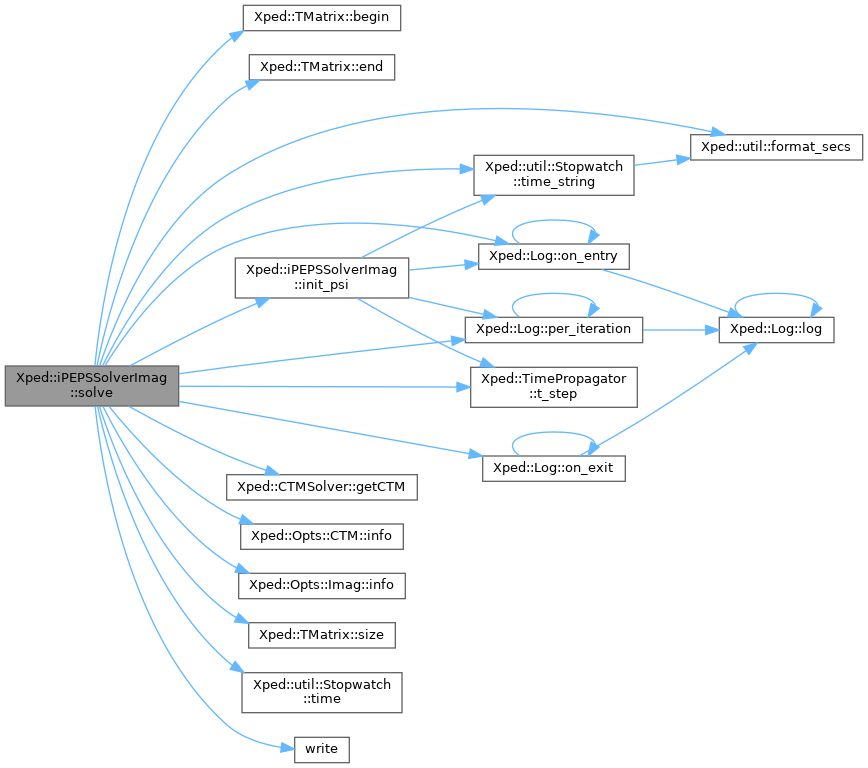 Xped::TMatrix::begin
Xped::TMatrix::end
Xped::util::format_secs
Xped::util::Stopwatch
::time_string
Xped::Log::on_entry
Xped::iPEPSSolverImag
::init_psi
Xped::Log::per_iteration
Xped::Log::log
Xped::iPEPSSolverImag
::solve
Xped::TimePropagator
::t_step
Xped::Log::on_exit
Xped::CTMSolver::getCTM
Xped::Opts::CTM::info
Xped::Opts::Imag::info
Xped::TMatrix::size
Xped::util::Stopwatch
::time
write